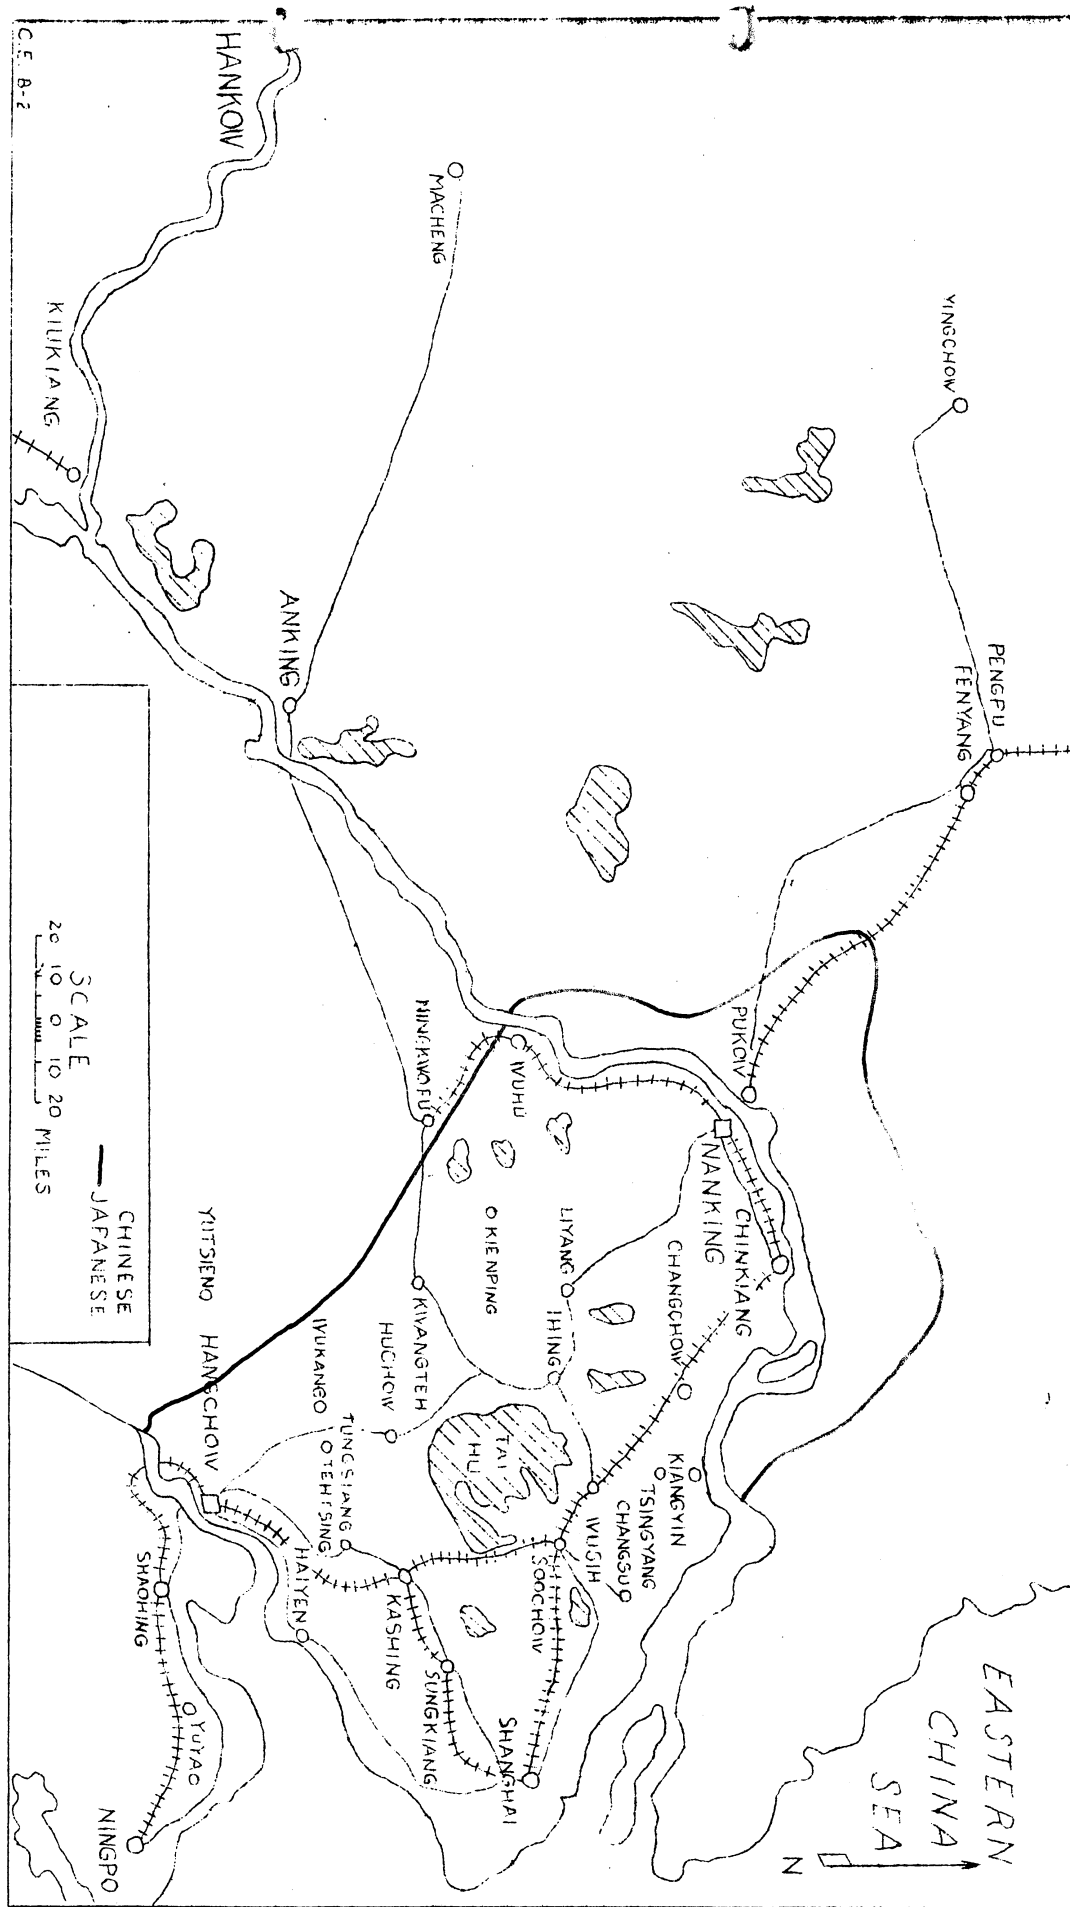 C.E. B-2
HANKOW
MACHENG
YINGCHOW
KIUKIANG
ANKING
PENGPU
FENYANG
PUKOW
NINGKWOFU
WUHU
NANKING
CHINKIANG
CHANGCHOW
LIYANG
KIENPING
IHING
KWANGTEH
HUCHOW
WUKANG
YUTSIEN
HANGCHOW
TUNGSIANG
TEHTSING
TAI
HU
KIANGYIN
TSINGYANG
CHANGSU
WUSIH
SOOCHOW
HAIYEN
KASHING
SUNGKIANG
SHANGHAI
SHAOHING
YUYAO
NINGPO
EASTERN
CHINA
SEA
N
CHINESE
JAPANESE
SCALE
20 10 0 10 20 MILES